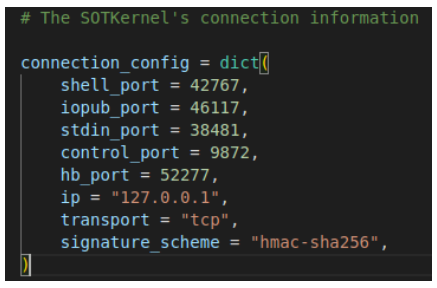 # The SOTKernel's connection information
connection_config = dict(
    shell_port = 42767,
    iopub_port = 46117,
    stdin_port = 38481,
    control_port = 9872,
    hb_port = 52277,
    ip = "127.0.0.1",
    transport = "tcp",
    signature_scheme = "hmac-sha256",
)